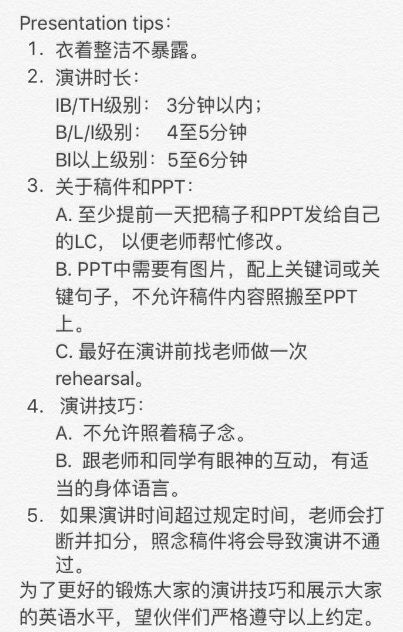 Presentation tips：
1. 衣着整洁不暴露。
2. 演讲时长：
IB/TH级别： 3分钟以内；
B/L/I级别： 4至5分钟
BI以上级别：5至6分钟
3. 关于稿件和PPT：
A. 至少提前一天把稿子和PPT发给自己
的LC， 以便老师帮忙修改。
B. PPT中需要有图片，配上关键词或关
键句子，不允许稿件内容照搬至PPT
上。
C. 最好在演讲前找老师做一次
rehearsal。
4. 演讲技巧：
A. 不允许照着稿子念。
B. 跟老师和同学有眼神的互动，有适
当的身体语言。
5. 如果演讲时间超过规定时间，老师会打
断并扣分，照念稿件将会导致演讲不通
过。
为了更好的锻炼大家的演讲技巧和展示大家
的英语水平，望伙伴们严格遵守以上约定。